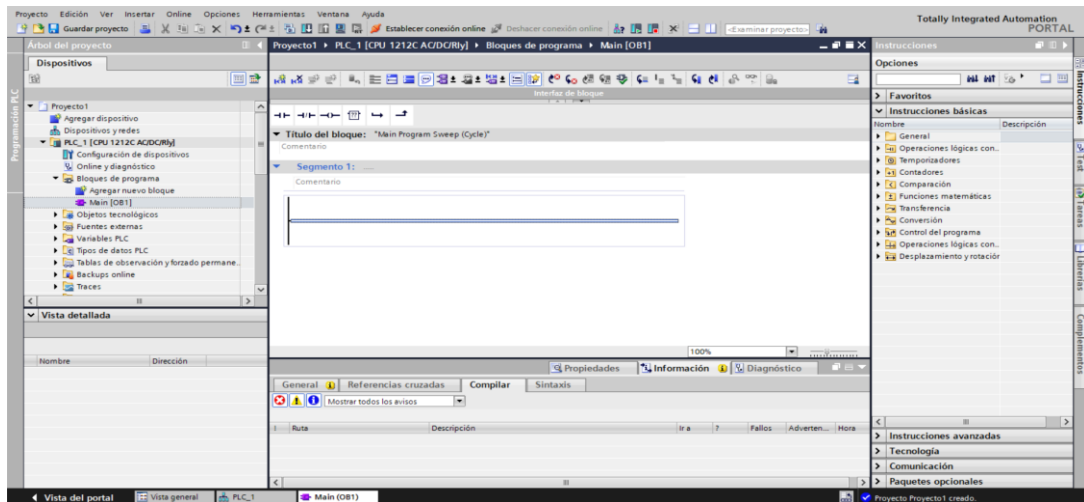 Proyecto Edición Ver Insertar Online Opciones Herramientas Ventana Ayuda
Totally Integrated Automation
PORTAL
Guardar proyecto Establecer conexión online Deshacer conexión online <Examinar proyecto>
Árbol del proyecto
Proyecto1 PLC_1 [CPU 1212C AC/DC/Rly] Bloques de programa Main [OB1]
Instrucciones
Dispositivos
Opciones
Programación PLC
Proyecto1
Agregar dispositivo
Dispositivos y redes
PLC_1 [CPU 1212C AC/DC/Rly]
Configuración de dispositivos
Online y diagnóstico
Bloques de programa
Agregar nuevo bloque
Main [OB1]
Objetos tecnológicos
Fuentes externas
Variables PLC
Tipos de datos PLC
Tablas de observación y forzado permane..
Backups online
Traces
Vista detallada
Nombre Dirección
Interfaz de bloque
Título del bloque: "Main Program Sweep (Cycle)"
Comentario
Segmento 1: .....
Comentario
100%
Propiedades Información Diagnóstico
General Referencias cruzadas Compilar Sintaxis
Mostrar todos los avisos
! Ruta Descripción Ir a ? Fallos Adverten... Hora
Favoritos
Instrucciones básicas
Nombre Descripción
General
Operaciones lógicas con..
Temporizadores
Contadores
Comparación
Funciones matemáticas
Transferencia
Conversión
Control del programa
Operaciones lógicas con..
Desplazamiento y rotación
Instrucciones avanzadas
Tecnología
Comunicación
Paquetes opcionales
Instrucciones
Test
Tareas
Librerías
Complementos
Vista del portal Vista general PLC_1 Main (OB1)
Proyecto Proyecto1 creado.